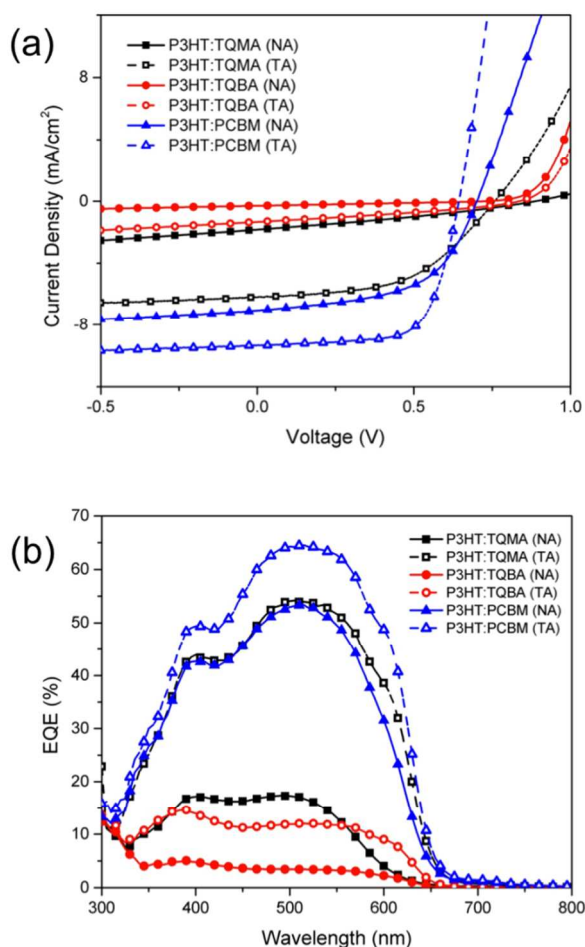 (a)
P3HT:TQMA (NA)
P3HT:TQMA (TA)
P3HT:TQBA (NA)
P3HT:TQBA (TA)
P3HT:PCBM (NA)
P3HT:PCBM (TA)
Current Density (mA/cm²)
8
0
-8
-0.5
0.0
0.5
1.0
Voltage (V)
(b)
P3HT:TQMA (NA)
P3HT:TQMA (TA)
P3HT:TQBA (NA)
P3HT:TQBA (TA)
P3HT:PCBM (NA)
P3HT:PCBM (TA)
EQE (%)
70
60
50
40
30
20
10
0
300
400
500
600
700
800
Wavelength (nm)